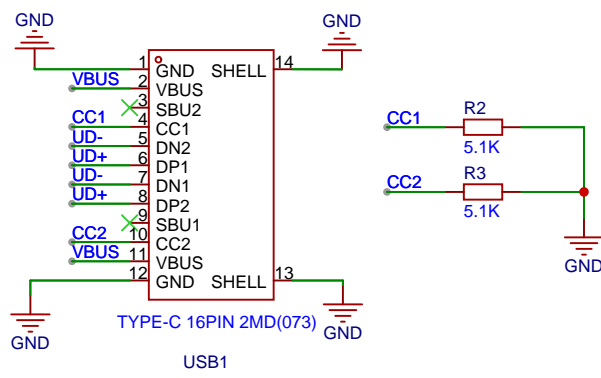 GND
GND
1
GND
SHELL
14
VBUS
2
VBUS
3
SBU2
CC1
4
CC1
UD-
5
DN2
UD+
6
DP1
UD-
7
DN1
UD+
8
DP2
9
SBU1
CC2
10
CC2
VBUS
11
VBUS
12
GND
SHELL
13
GND
GND
TYPE-C 16PIN 2MD(073)
USB1
CC1
R2
5.1K
CC2
R3
5.1K
GND